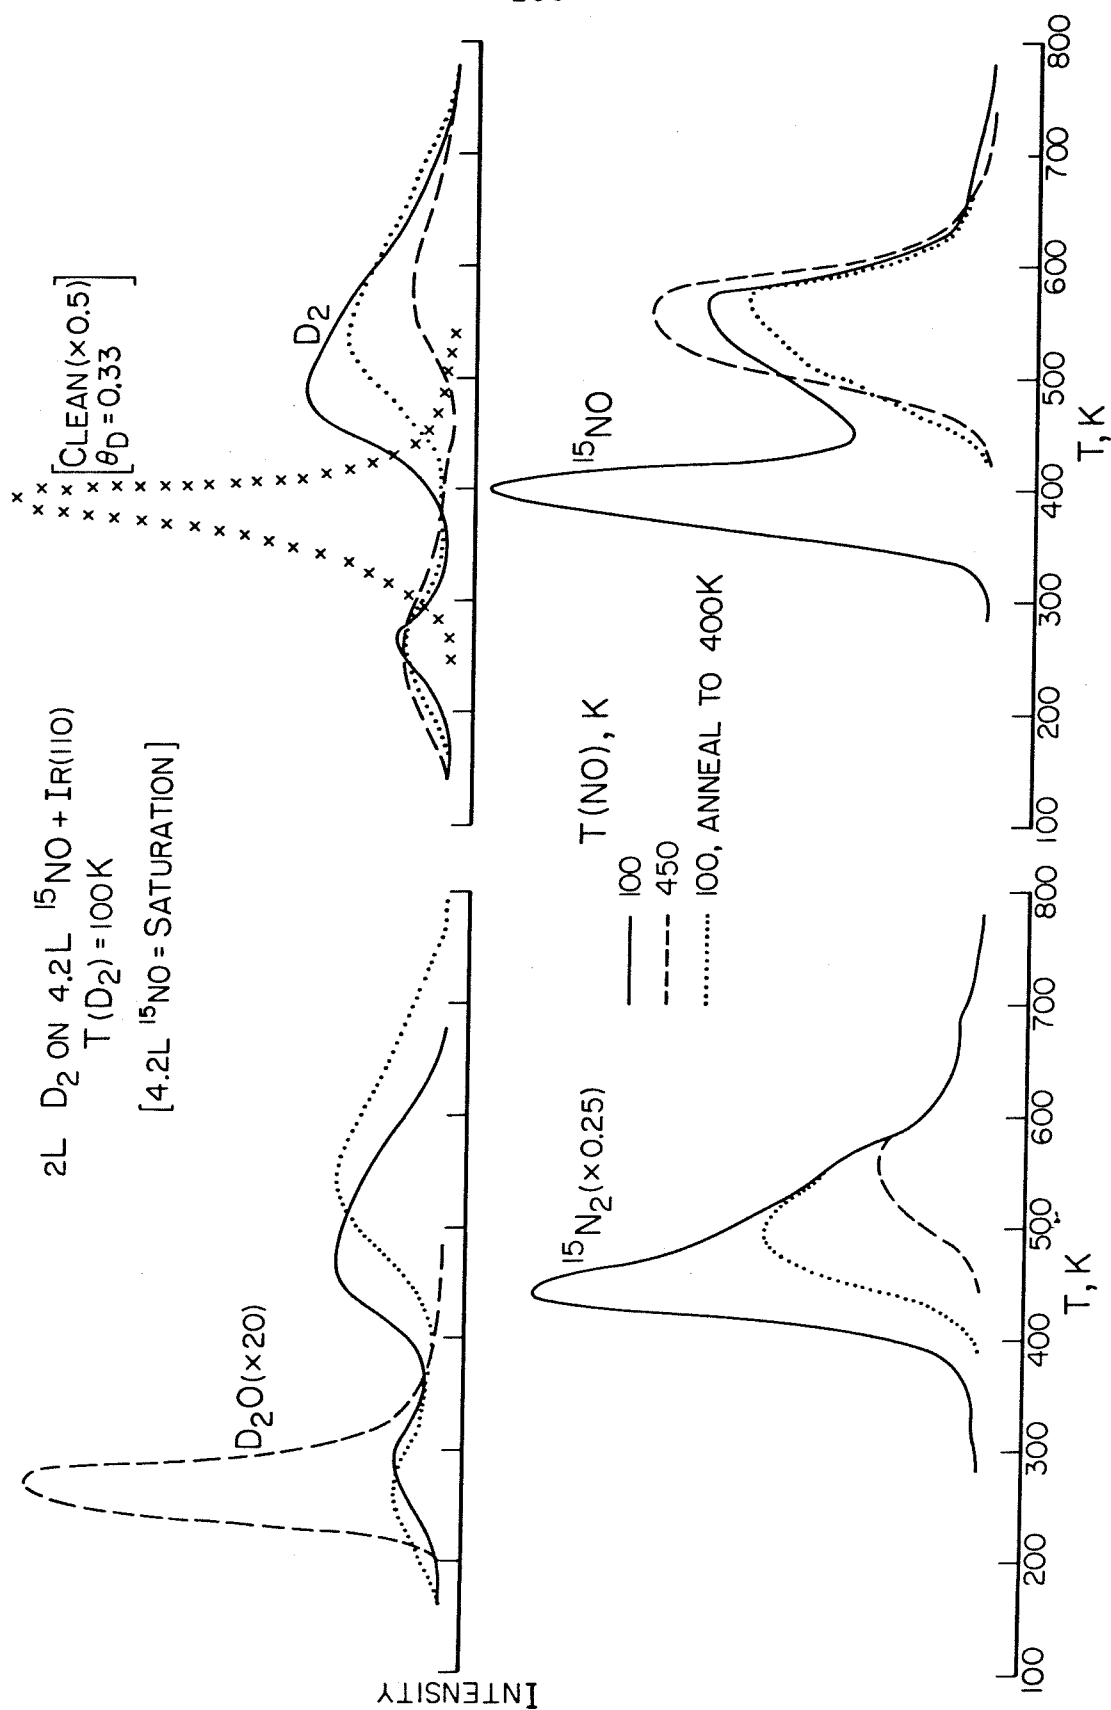 2L D₂ ON 4.2L ¹⁵NO + IR(110)
T(D₂) = 100K
[4.2L ¹⁵NO = SATURATION]
INTENSITY
D₂O(×20)
[CLEAN(×0.5)
θD = 0.33]
D₂
¹⁵N₂(×0.25)
T(NO), K
100
450
100, ANNEAL TO 400K
¹⁵NO
100 200 300 400 500 600 700 800
T, K
100 200 300 400 500 600 700 800
T, K